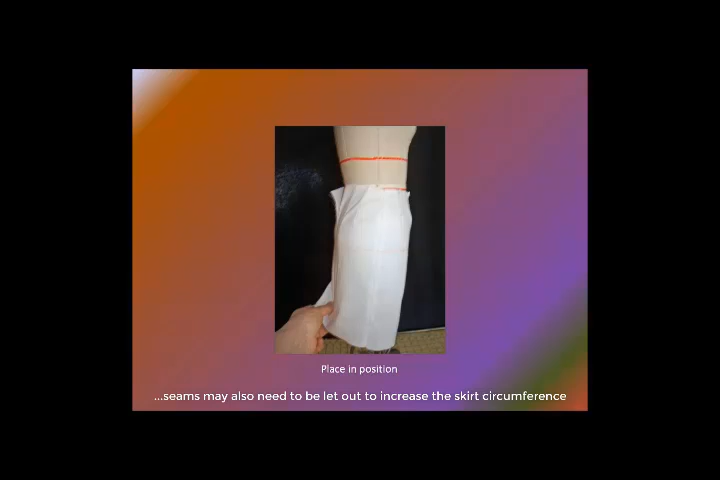 Place in position
...seams may also need to be let out to increase the skirt circumference